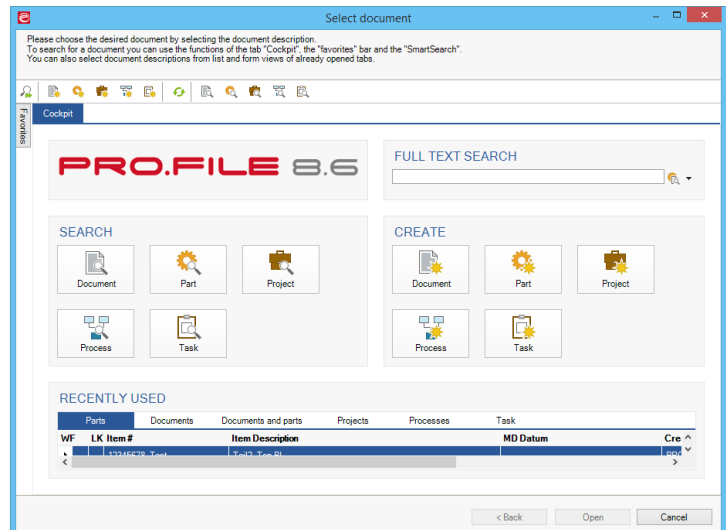 Select document
Please choose the desired document by selecting the document description.
To search for a document you can use the functions of the tab "Cockpit", the "favorites" bar and the "SmartSearch".
You can also select document descriptions from list and form views of already opened tabs.
Favorites
Cockpit
PRO.FILE 8.6
FULL TEXT SEARCH
SEARCH
Document
Part
Project
Process
Task
CREATE
Document
Part
Project
Process
Task
RECENTLY USED
Parts Documents Documents and parts Projects Processes Task
WF LK Item # Item Description MD Datum Cre
12345678_Test Teil2_Top BL PRO
< Back Open Cancel